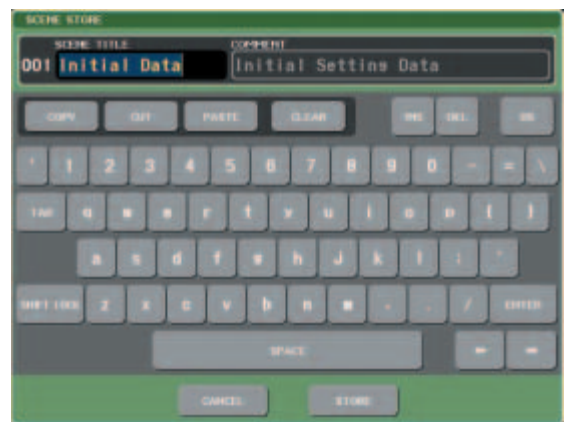 SCENE STORE
SCENE TITLE COMMENT
001 Initial Data Initial Setting Data
COPY CUT PASTE CLEAR INS DEL BS
` 1 2 3 4 5 6 7 8 9 0 - = \
TAB q w e r t y u i o p [ ]
a s d f g h j k l ; '
SHIFT LOCK z x c v b n m , . / ENTER
SPACE ← →
CANCEL STORE